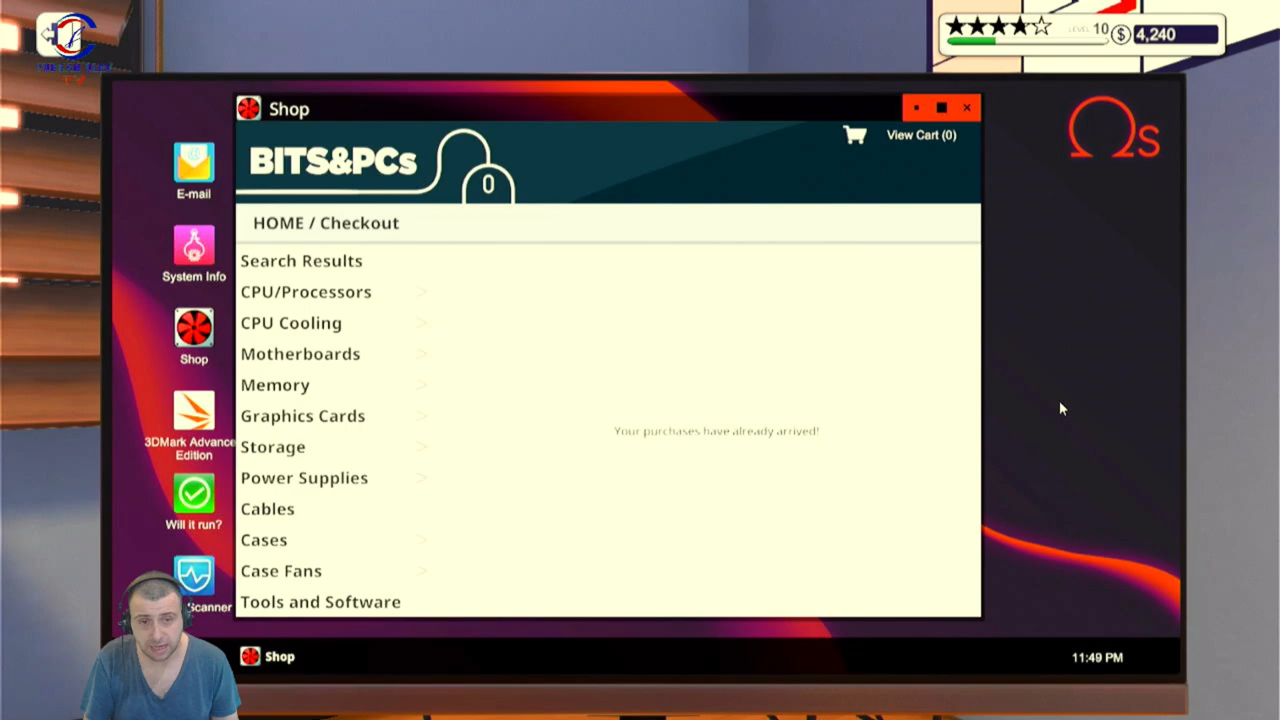 LEVEL 10 $ 4,240
Shop
BITS&PCs
View Cart (0)
ΩS
HOME / Checkout
E-mail
System Info
Shop
3DMark Advance
Edition
Will it run?
Scanner
Search Results
CPU/Processors >
CPU Cooling >
Motherboards >
Memory >
Graphics Cards >
Storage >
Power Supplies >
Cables
Cases >
Case Fans >
Tools and Software
Your purchases have already arrived!
Shop
11:49 PM